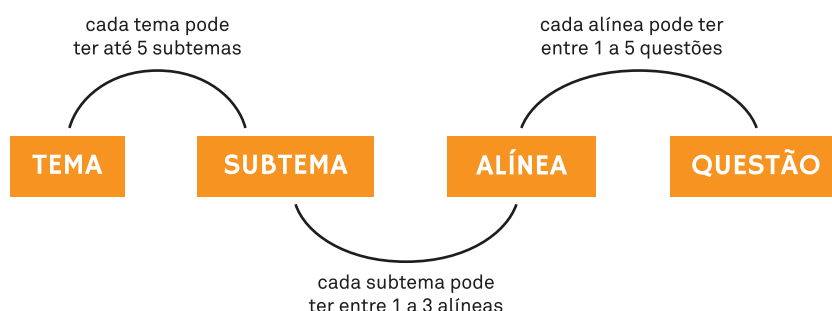 cada tema pode
ter até 5 subtemas
cada alínea pode ter
entre 1 a 5 questões
TEMA
SUBTEMA
ALÍNEA
QUESTÃO
cada subtema pode
ter entre 1 a 3 alíneas